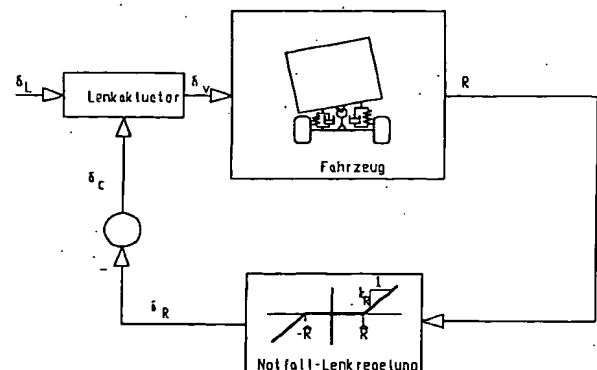 δL
Lenkaktuator
δv
R
Fahrzeug
δC
-
δR
kR
1
-R̂
R̂
Notfall-Lenkregelung